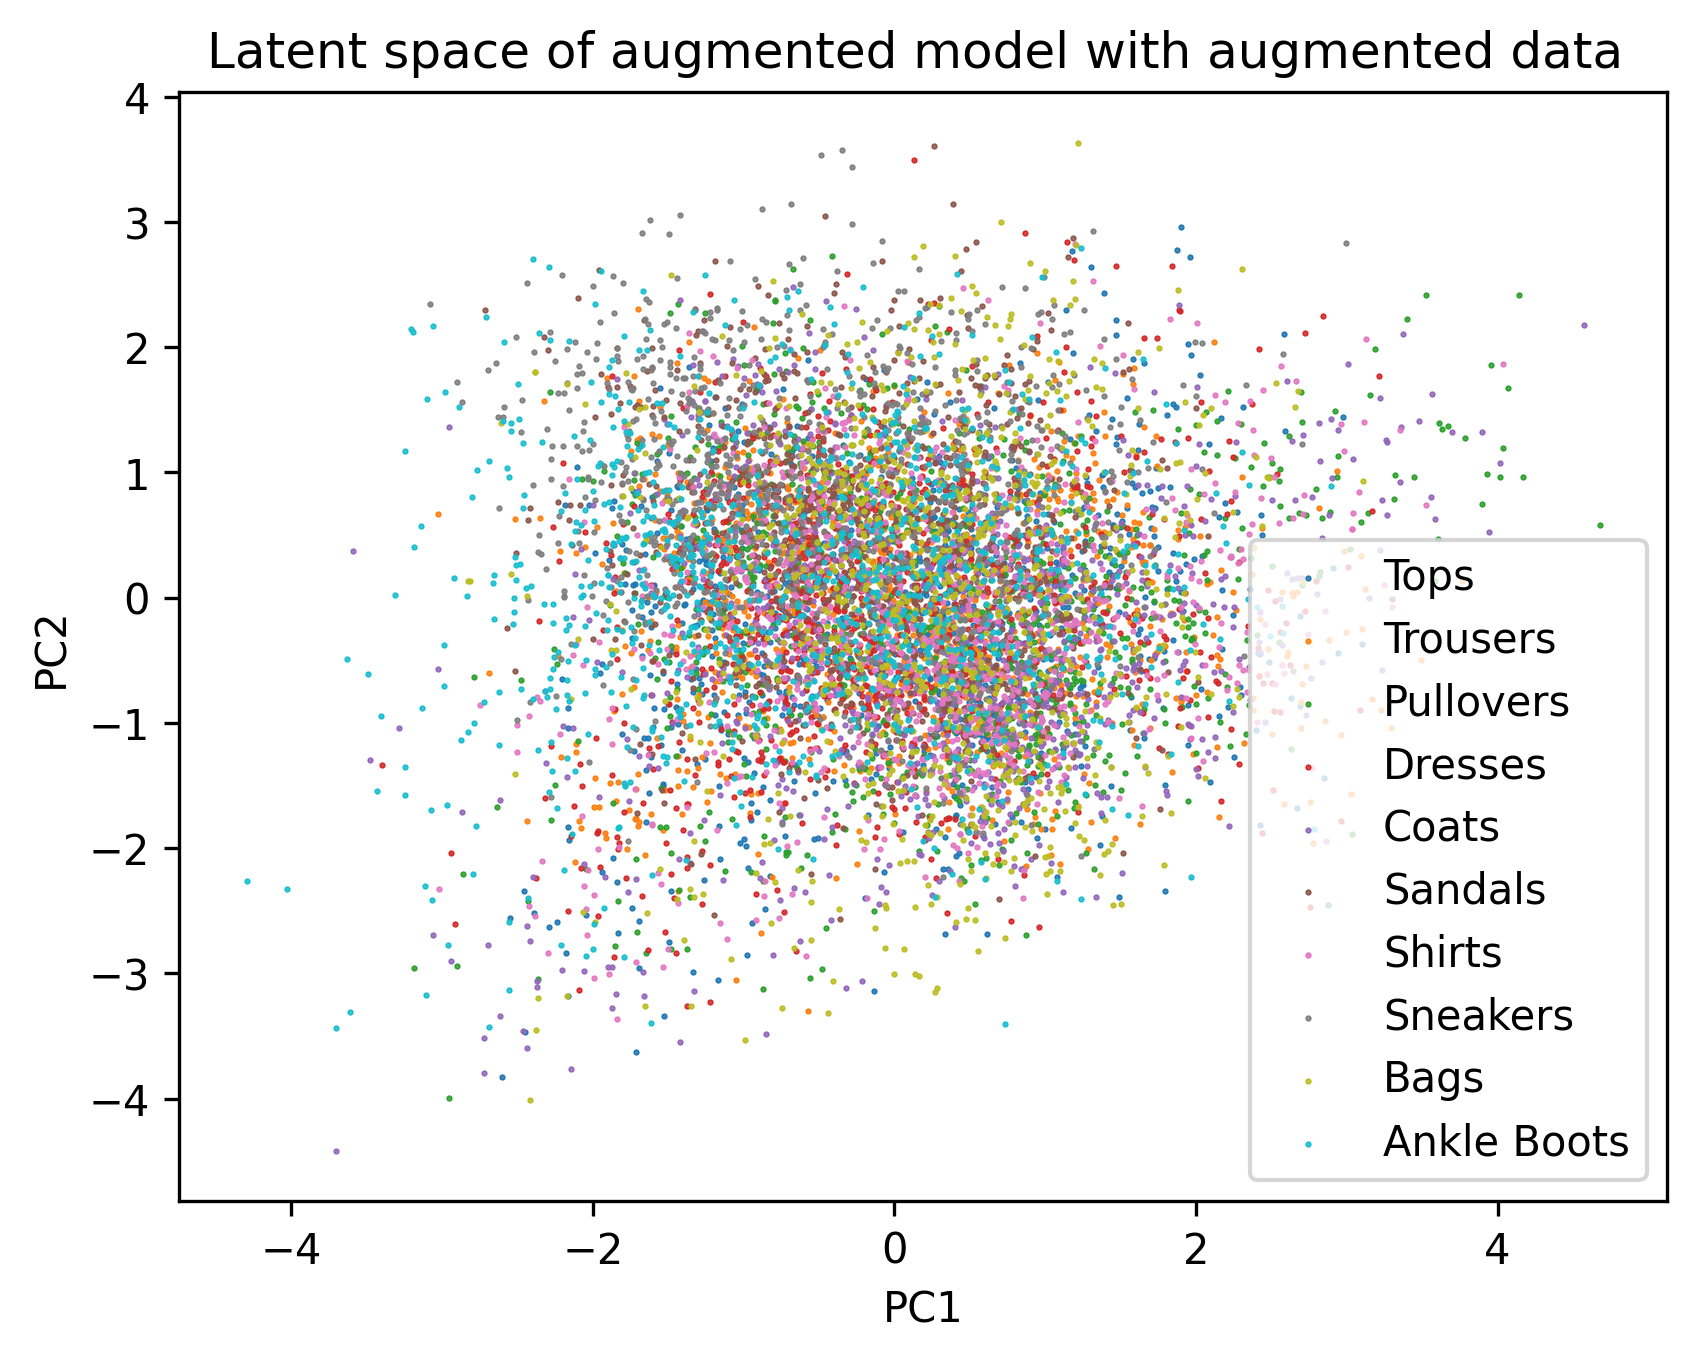 Latent space of augmented model with augmented data
4
3
2
1
0
−1
−2
−3
−4
PC2
−4
−2
0
2
4
PC1
Tops
Trousers
Pullovers
Dresses
Coats
Sandals
Shirts
Sneakers
Bags
Ankle Boots